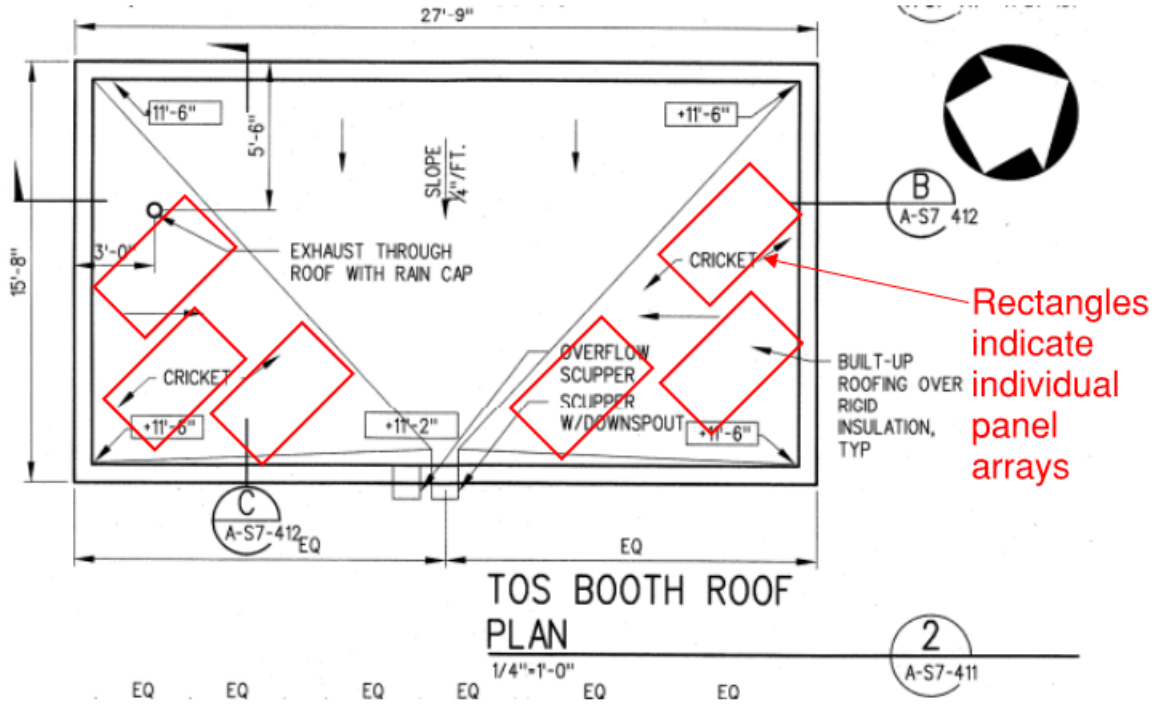 27'-9"
+11'-6"
5'-6"
SLOPE
¼"/FT.
+11'-6"
B
A-S7 412
EXHAUST THROUGH
ROOF WITH RAIN CAP
3'-0"
15'-8"
CRICKET
Rectangles
indicate
individual
panel
arrays
OVERFLOW
SCUPPER
SCUPPER
W/DOWNSPOUT
BUILT-UP
ROOFING OVER
RIGID
INSULATION,
TYP
CRICKET
+11'-6"
+11'-2"
+11'-6"
C
A-S7-412
EQ
EQ
TOS BOOTH ROOF
PLAN
1/4"=1'-0"
2
A-S7-411
EQ EQ EQ EQ EQ EQ